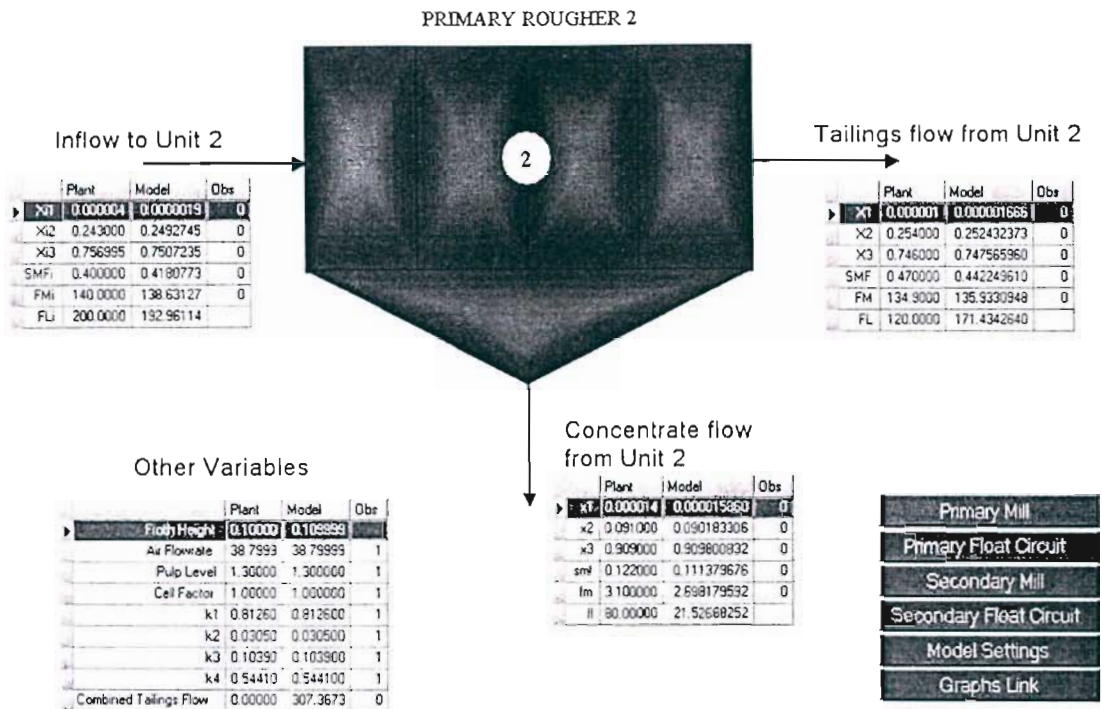 PRIMARY ROUGHER 2
Inflow to Unit 2
2
Tailings flow from Unit 2
Plant Model Obs
Xi1 0.000004 0.0000019 0
Xi2 0.243000 0.2492745 0
Xi3 0.756995 0.7507235 0
SMFi 0.400000 0.4180773 0
FMi 140.0000 138.63127 0
FLi 200.0000 192.96114
Plant Model Obs
X1 0.000001 0.000001666 0
X2 0.254000 0.252432373 0
X3 0.746000 0.747565960 0
SMF 0.470000 0.442249610 0
FM 134.9000 135.9330948 0
FL 120.0000 171.4342640
Concentrate flow
from Unit 2
Plant Model Obs
x1 0.000014 0.000015860 0
x2 0.091000 0.090183306 0
x3 0.909000 0.909800832 0
smf 0.122000 0.111379676 0
fm 3.100000 2.698179592 0
fl 80.00000 21.52668252
Other Variables
Plant Model Obs
Froth Height 0.10000 0.109999
Air Flowrate 38.7999 38.79999 1
Pulp Level 1.30000 1.300000 1
Cell Factor 1.00000 1.000000 1
k1 0.81260 0.812600 1
k2 0.03050 0.030500 1
k3 0.10390 0.103900 1
k4 0.54410 0.544100 1
Combined Tailings Flow 0.00000 307.3673 0
Primary Mill
Primary Float Circuit
Secondary Mill
Secondary Float Circuit
Model Settings
Graphs Link